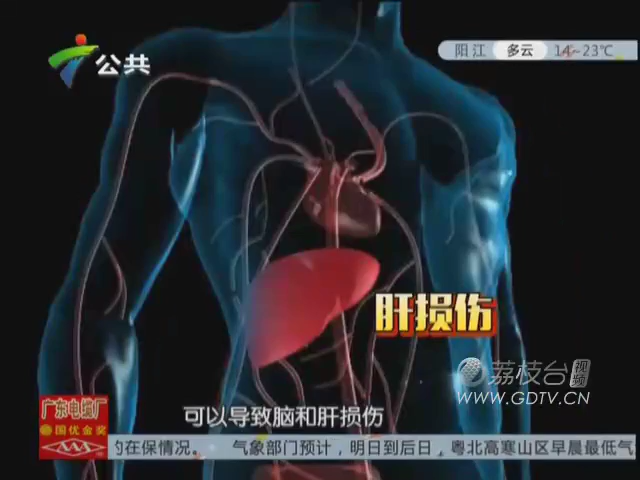 公共
阳江 多云 14~23℃
肝损伤
荔枝台 视频
www.GDTV.CN
广东电缆厂
国优金奖
可以导致脑和肝损伤
的在保情况。 气象部门预计，明日到后日，粤北高寒山区早晨最低气